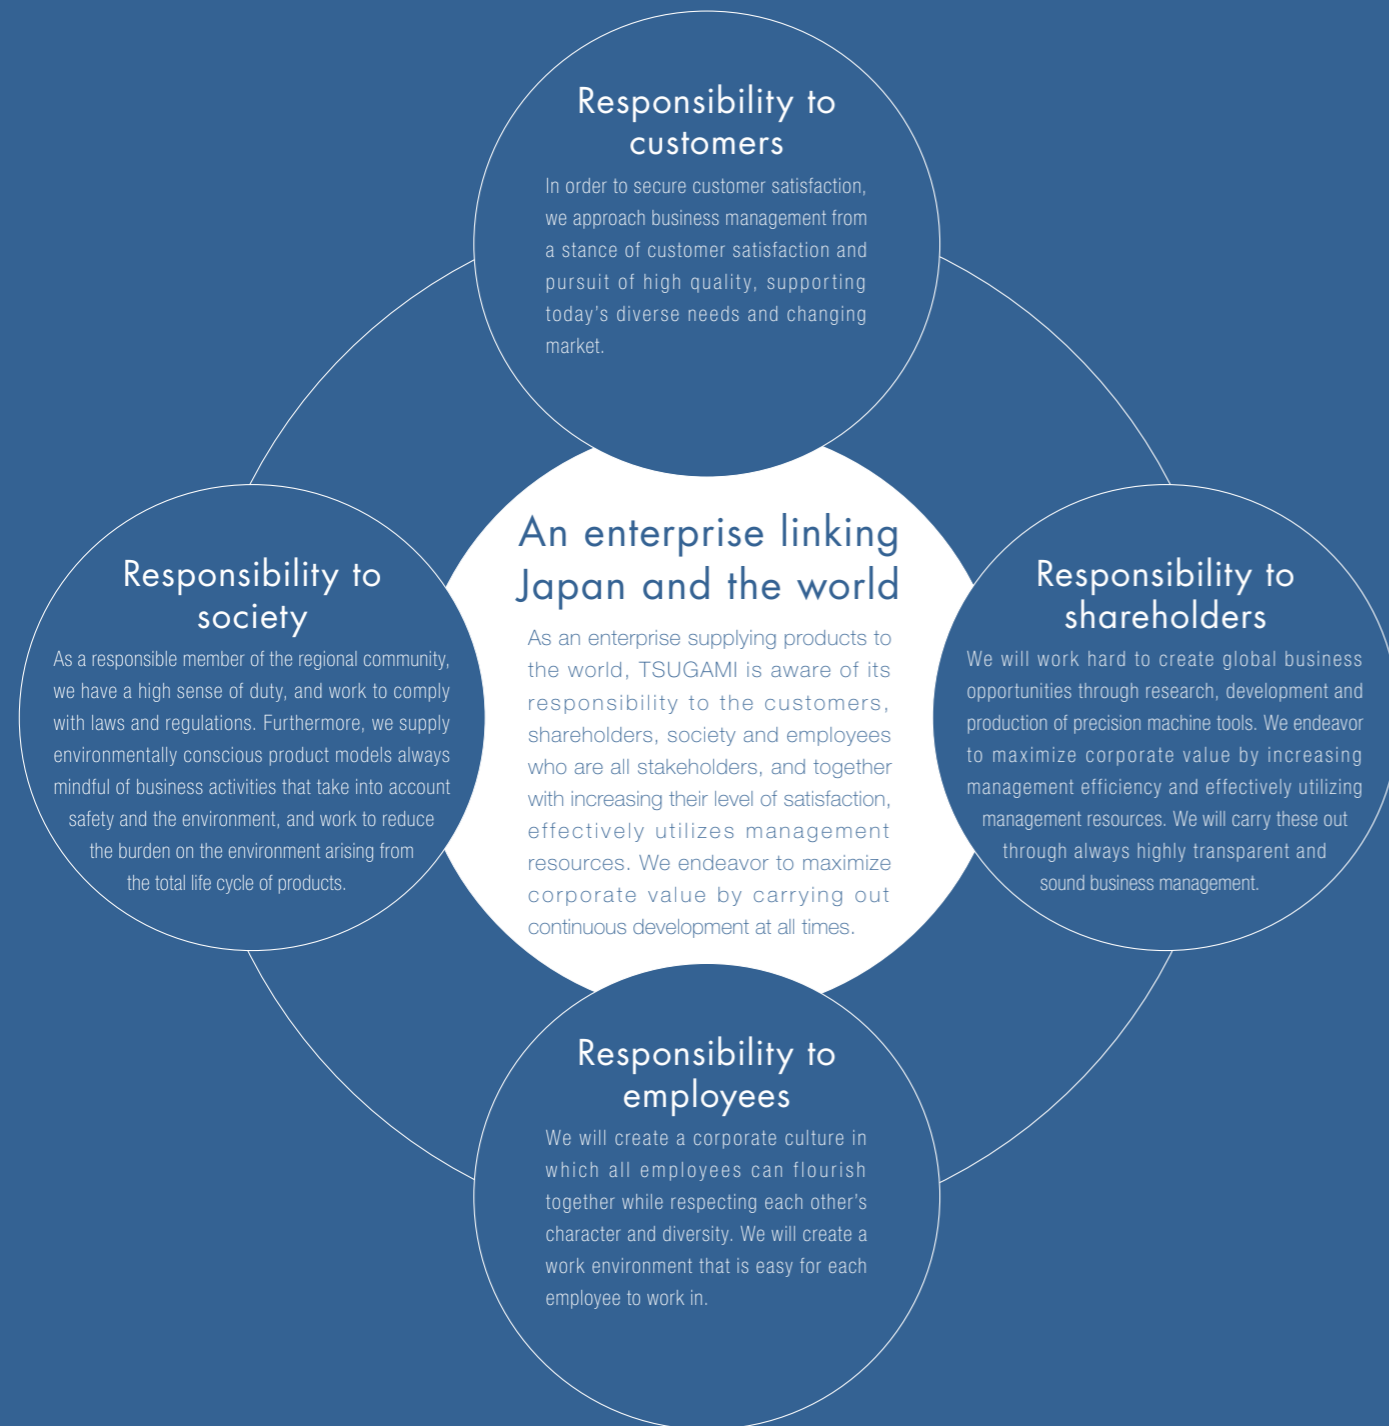 Responsibility to
customers
In order to secure customer satisfaction,
we approach business management from
a stance of customer satisfaction and
pursuit of high quality, supporting
today's diverse needs and changing
market.
Responsibility to
society
As a responsible member of the regional community,
we have a high sense of duty, and work to comply
with laws and regulations. Furthermore, we supply
environmentally conscious product models always
mindful of business activities that take into account
safety and the environment, and work to reduce
the burden on the environment arising from
the total life cycle of products.
An enterprise linking
Japan and the world
As an enterprise supplying products to
the world, TSUGAMI is aware of its
responsibility to the customers,
shareholders, society and employees
who are all stakeholders, and together
with increasing their level of satisfaction,
effectively utilizes management
resources. We endeavor to maximize
corporate value by carrying out
continuous development at all times.
Responsibility to
shareholders
We will work hard to create global business
opportunities through research, development and
production of precision machine tools. We endeavor
to maximize corporate value by increasing
management efficiency and effectively utilizing
management resources. We will carry these out
through always highly transparent and
sound business management.
Responsibility to
employees
We will create a corporate culture in
which all employees can flourish
together while respecting each other's
character and diversity. We will create a
work environment that is easy for each
employee to work in.